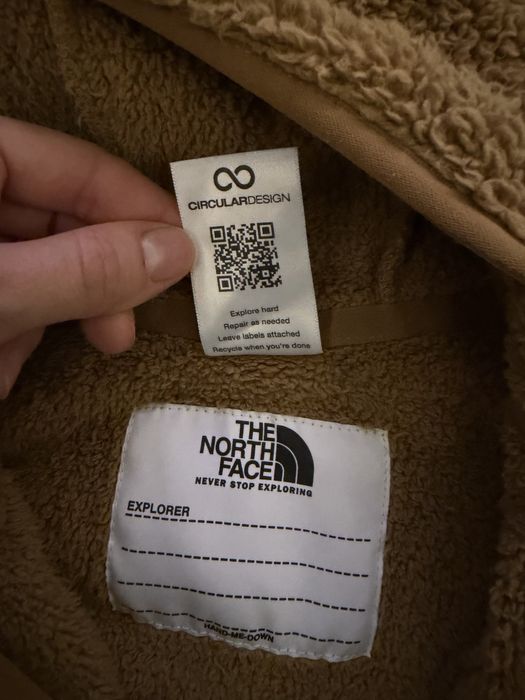 CIRCULARDESIGN
Explore hard
Repair as needed
Leave labels attached
Recycle when you're done
THE
NORTH
FACE
NEVER STOP EXPLORING
EXPLORER
HAND-ME-DOWN